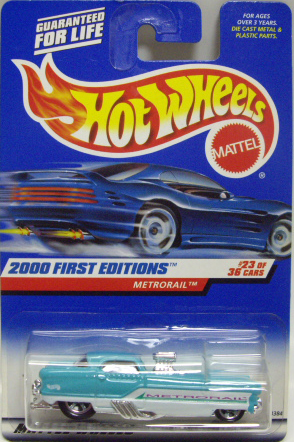 GUARANTEED
FOR LIFE
FOR AGES
OVER 3 YEARS.
DIE CAST METAL &
PLASTIC PARTS.
HOT WHEELS
MATTEL
®
2000 FIRST EDITIONS™
METRORAIL™
#23 OF
36 CARS
METRORAIL